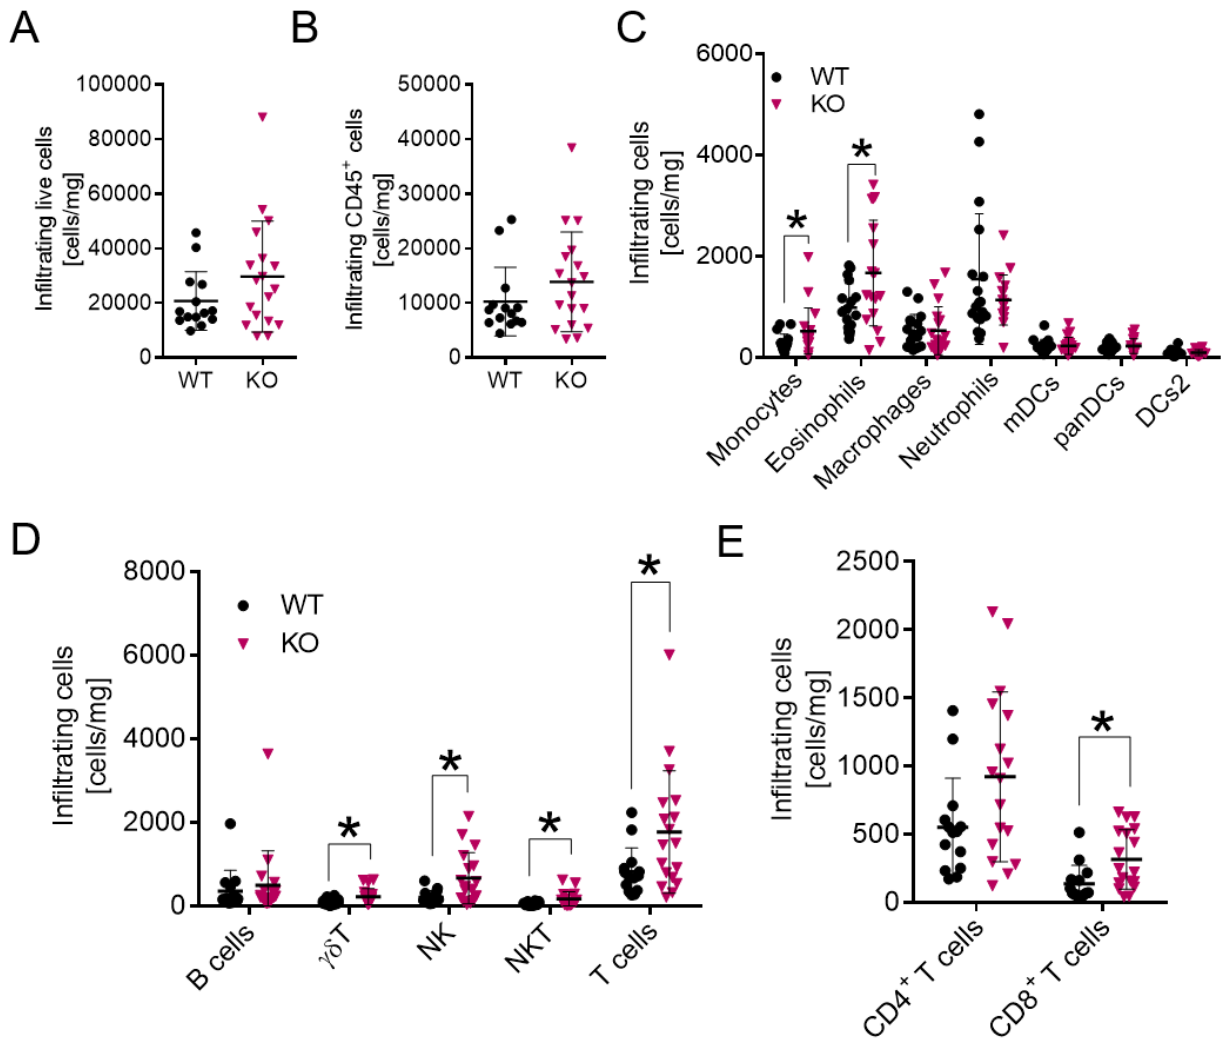 A
Infiltrating live cells
[cells/mg]
100000
80000
60000
40000
20000
0
WT
KO
B
Infiltrating CD45⁺ cells
[cells/mg]
50000
40000
30000
20000
10000
0
WT
KO
C
Infiltrating cells
[cells/mg]
6000
4000
2000
0
WT
KO
*
*
Monocytes
Eosinophils
Macrophages
Neutrophils
mDCs
panDCs
DCs2
D
Infiltrating cells
[cells/mg]
8000
6000
4000
2000
0
WT
KO
*
*
*
*
B cells
γδT
NK
NKT
T cells
E
Infiltrating cells
[cells/mg]
2500
2000
1500
1000
500
0
*
CD4⁺ T cells
CD8⁺ T cells